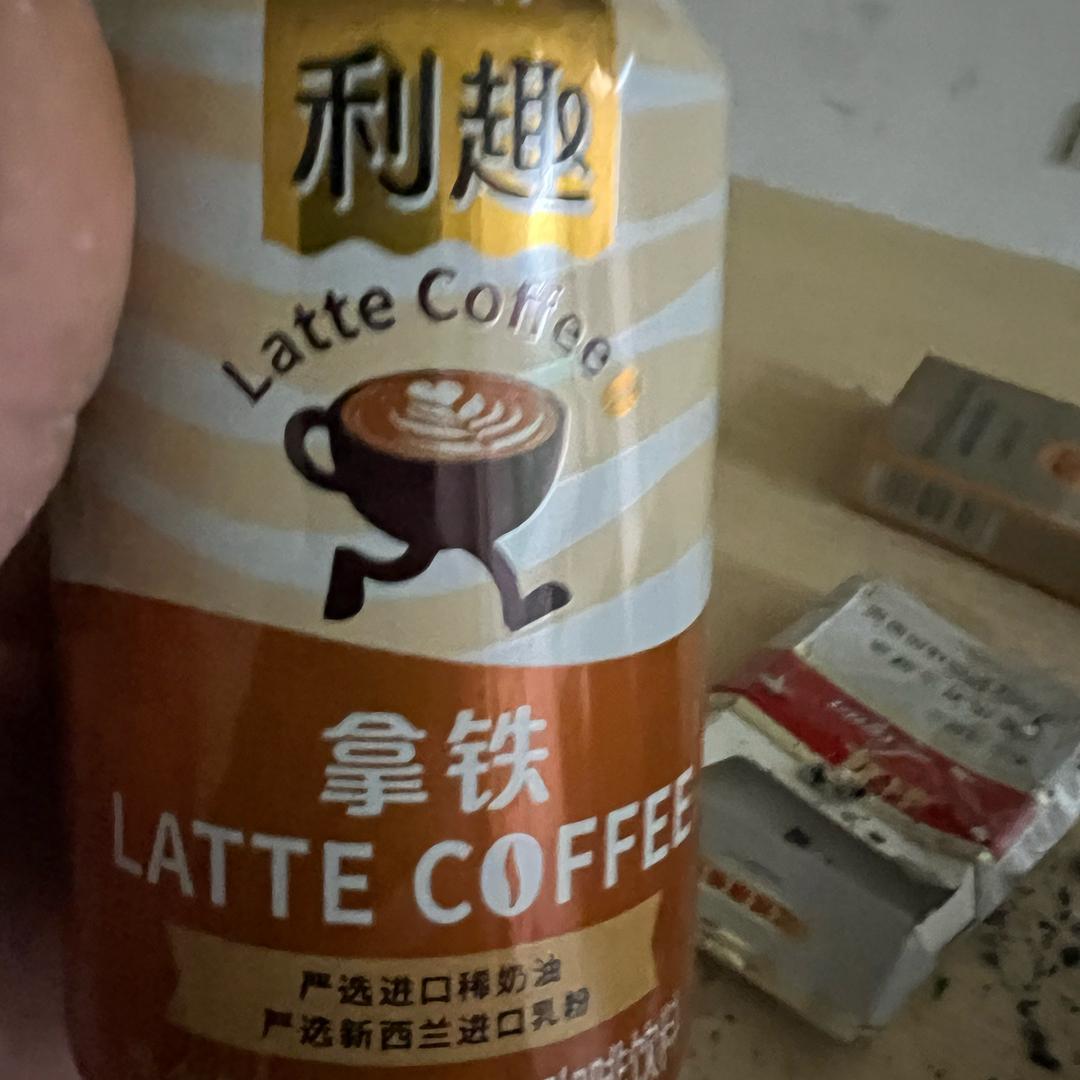 利趣
Latte Coffee
拿铁
LATTE COFFEE
严选进口稀奶油
严选新西兰进口乳粉